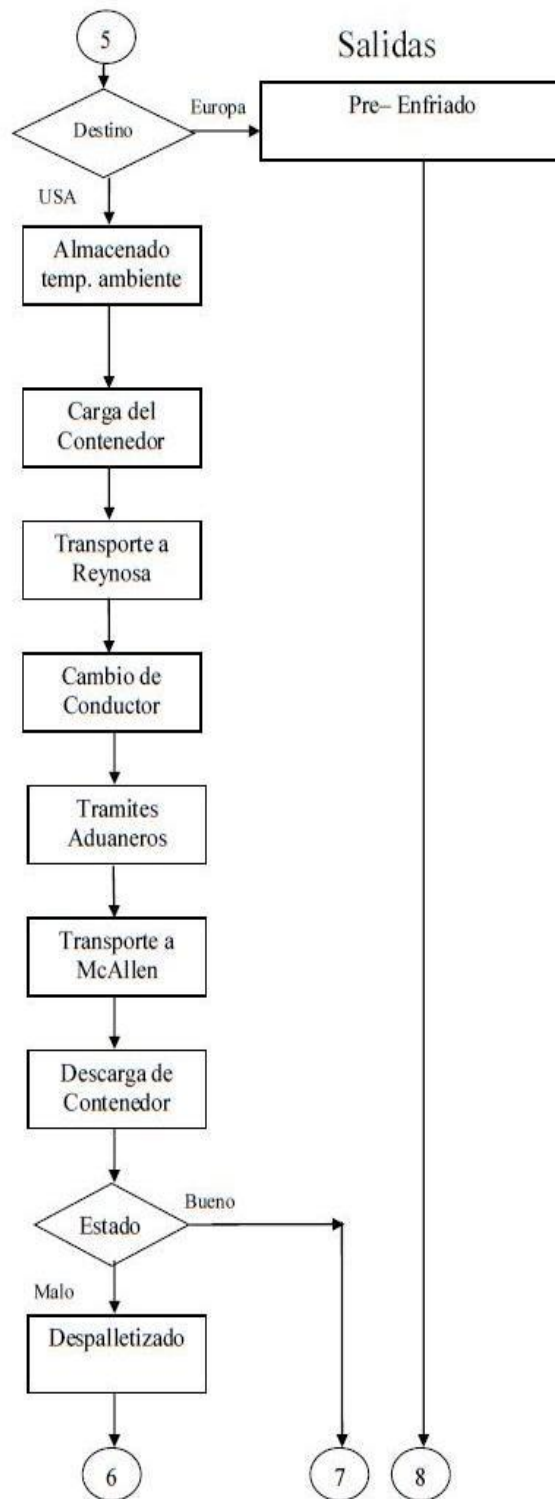 5
Salidas
Destino
Europa
Pre– Enfriado
USA
Almacenado
temp. ambiente
Carga del
Contenedor
Transporte a
Reynosa
Cambio de
Conductor
Tramites
Aduaneros
Transporte a
McAllen
Descarga de
Contenedor
Estado
Bueno
Malo
Despalletizado
6
7
8